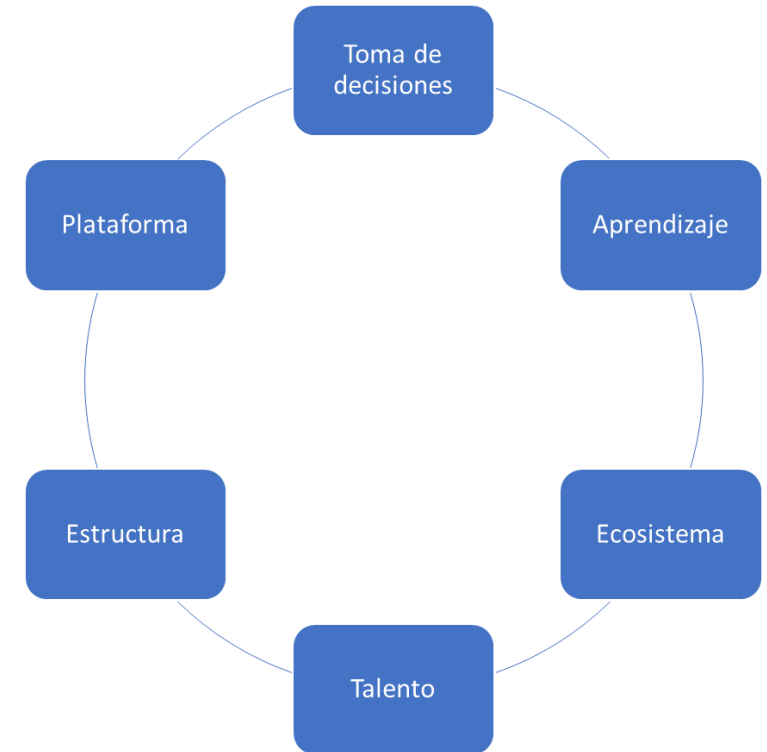 Toma de
decisiones
Plataforma
Aprendizaje
Estructura
Ecosistema
Talento